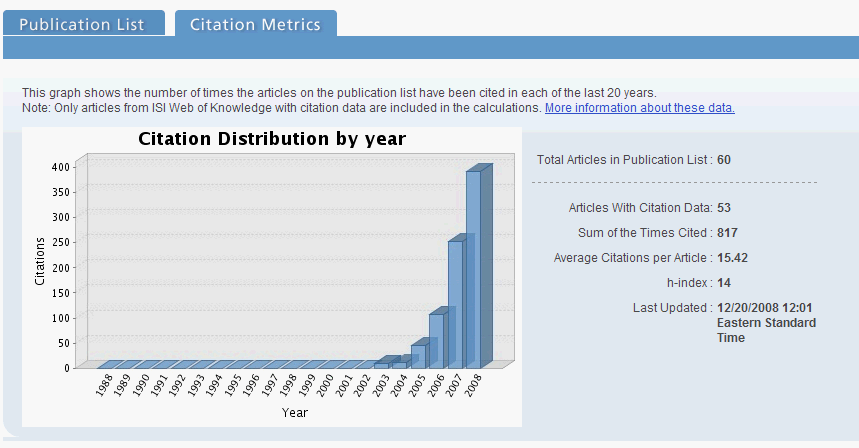 Publication List
Citation Metrics
This graph shows the number of times the articles on the publication list have been cited in each of the last 20 years.
Note: Only articles from ISI Web of Knowledge with citation data are included in the calculations. More information about these data.
Citation Distribution by year
400
350
300
250
200
150
100
50
0
Citations
1988
1989
1990
1991
1992
1993
1994
1995
1996
1997
1998
1999
2000
2001
2002
2003
2004
2005
2006
2007
2008
Year
Total Articles in Publication List : 60
Articles With Citation Data: 53
Sum of the Times Cited : 817
Average Citations per Article : 15.42
h-index : 14
Last Updated : 12/20/2008 12:01
Eastern Standard
Time